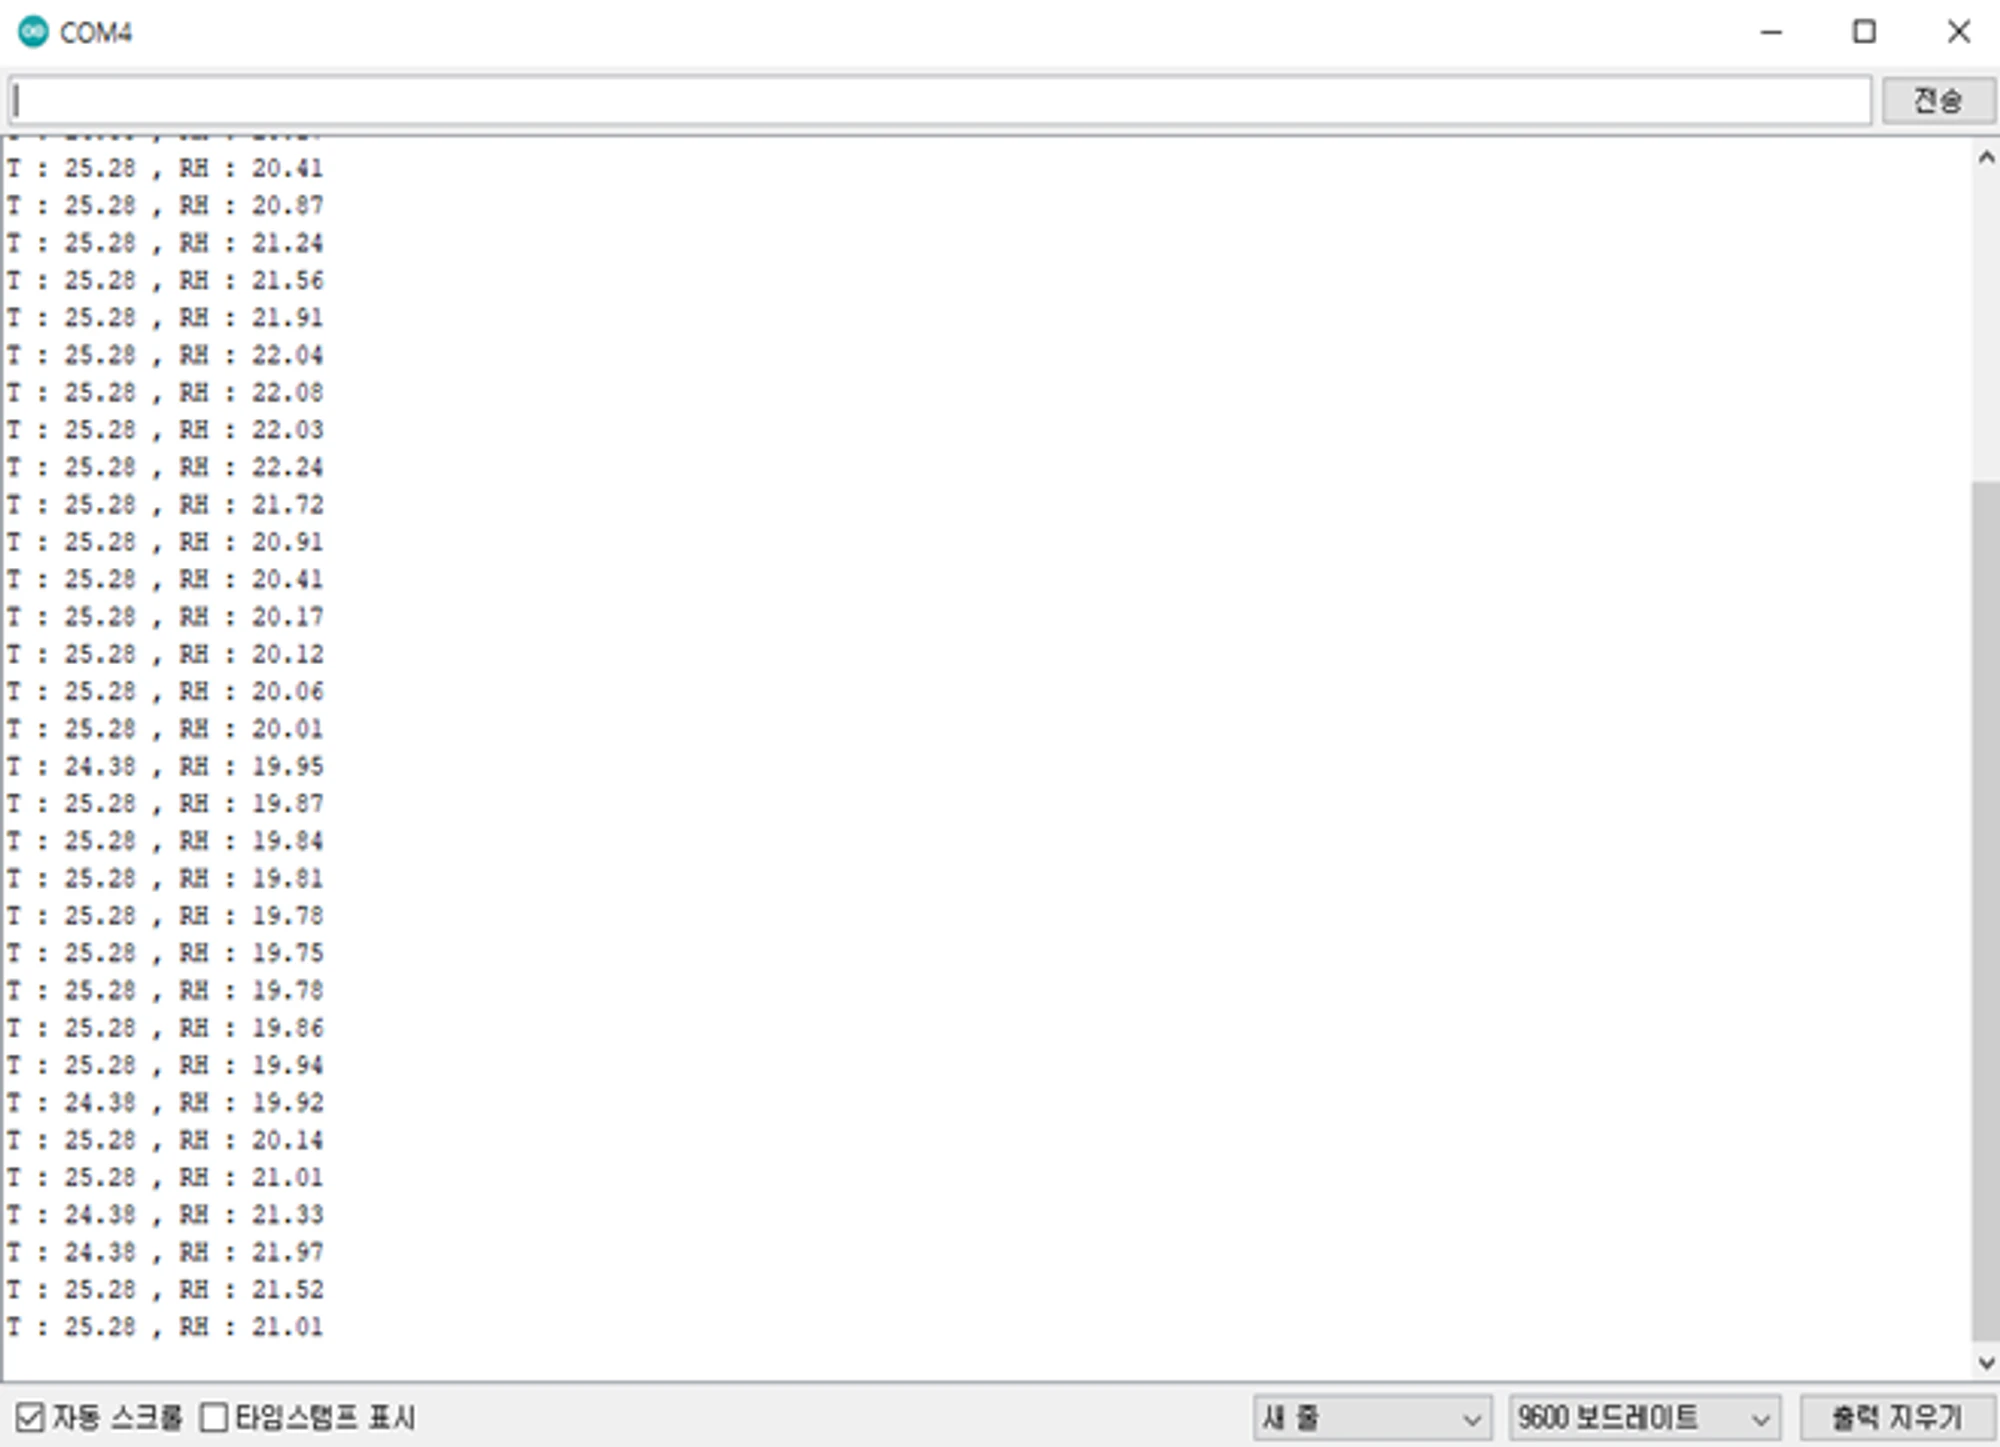 COM4
전송
T : 25.28 , RH : 20.41
T : 25.28 , RH : 20.87
T : 25.28 , RH : 21.24
T : 25.28 , RH : 21.56
T : 25.28 , RH : 21.91
T : 25.28 , RH : 22.04
T : 25.28 , RH : 22.08
T : 25.28 , RH : 22.03
T : 25.28 , RH : 22.24
T : 25.28 , RH : 21.72
T : 25.28 , RH : 20.91
T : 25.28 , RH : 20.41
T : 25.28 , RH : 20.17
T : 25.28 , RH : 20.12
T : 25.28 , RH : 20.06
T : 25.28 , RH : 20.01
T : 24.38 , RH : 19.95
T : 25.28 , RH : 19.87
T : 25.28 , RH : 19.84
T : 25.28 , RH : 19.81
T : 25.28 , RH : 19.78
T : 25.28 , RH : 19.75
T : 25.28 , RH : 19.78
T : 25.28 , RH : 19.86
T : 25.28 , RH : 19.94
T : 24.38 , RH : 19.92
T : 25.28 , RH : 20.14
T : 25.28 , RH : 21.01
T : 24.38 , RH : 21.33
T : 24.38 , RH : 21.97
T : 25.28 , RH : 21.52
T : 25.28 , RH : 21.01
자동 스크롤 타임스탬프 표시 새 줄 9600 보드레이트 출력 지우기